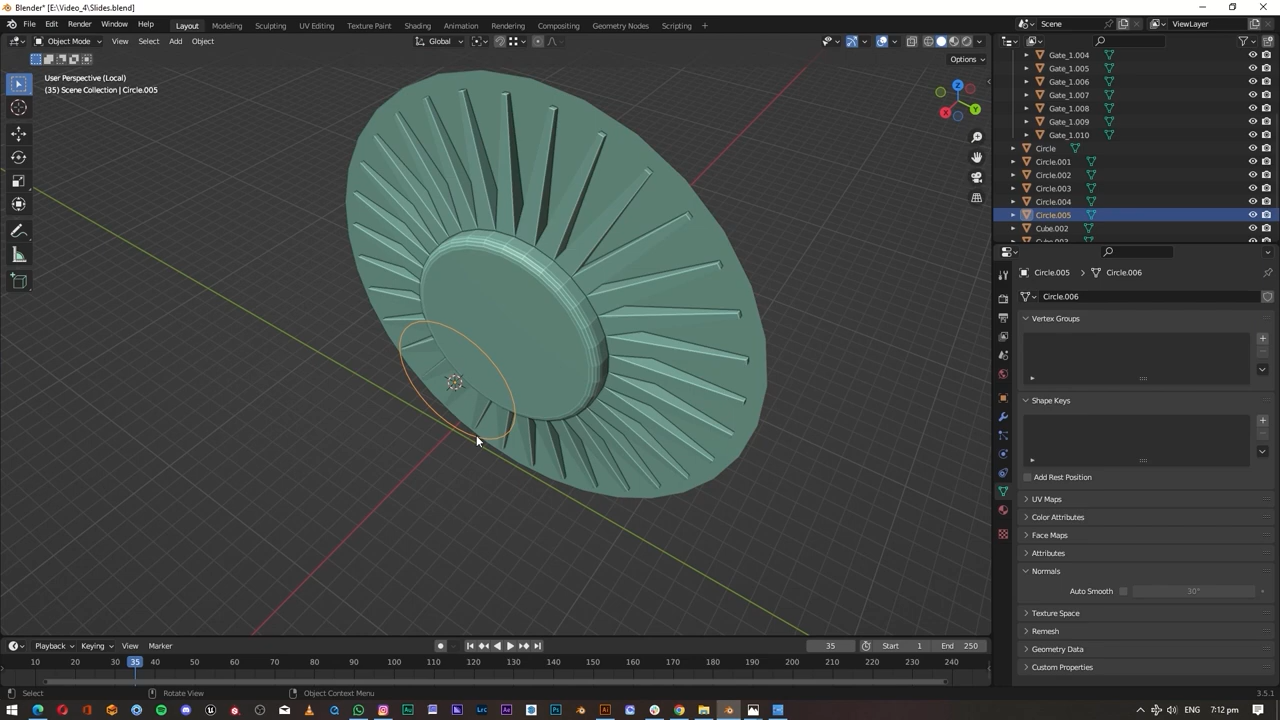 Blender* [E:\Video_4\Slides.blend]
File Edit Render Window Help Layout Modeling Sculpting UV Editing Texture Paint Shading Animation Rendering Compositing Geometry Nodes Scripting + Scene ViewLayer
Object Mode View Select Add Object Global
Options
User Perspective (Local)
(35) Scene Collection | Circle.005
Z
Y
X
Gate_1.004
Gate_1.005
Gate_1.006
Gate_1.007
Gate_1.008
Gate_1.009
Gate_1.010
Circle
Circle.001
Circle.002
Circle.003
Circle.004
Circle.005
Cube.002
Cube.003
Circle.005 > Circle.006
Circle.006
Vertex Groups
Shape Keys
Add Rest Position
UV Maps
Color Attributes
Face Maps
Attributes
Normals
Auto Smooth 30°
Texture Space
Remesh
Geometry Data
Custom Properties
Playback Keying View Marker 35 Start 1 End 250
10 20 30 35 40 50 60 70 80 90 100 110 120 130 140 150 160 170 180 190 200 210 220 230 240
Select Rotate View Object Context Menu 3.5.1
Au Lrc Ae Ps Ai ENG 7:12 pm